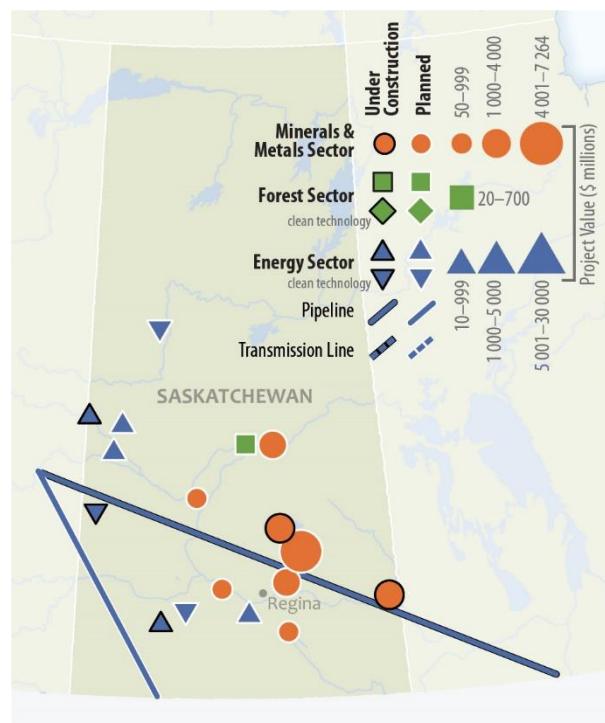 Under
Construction
Planned
50–999
1 000–4 000
4 001–7 264
Minerals &
Metals Sector
Forest Sector
clean technology
20–700
Energy Sector
clean technology
Pipeline
Transmission Line
10–999
1 000–5 000
5 001–30 000
Project Value ($ millions)
SASKATCHEWAN
Regina